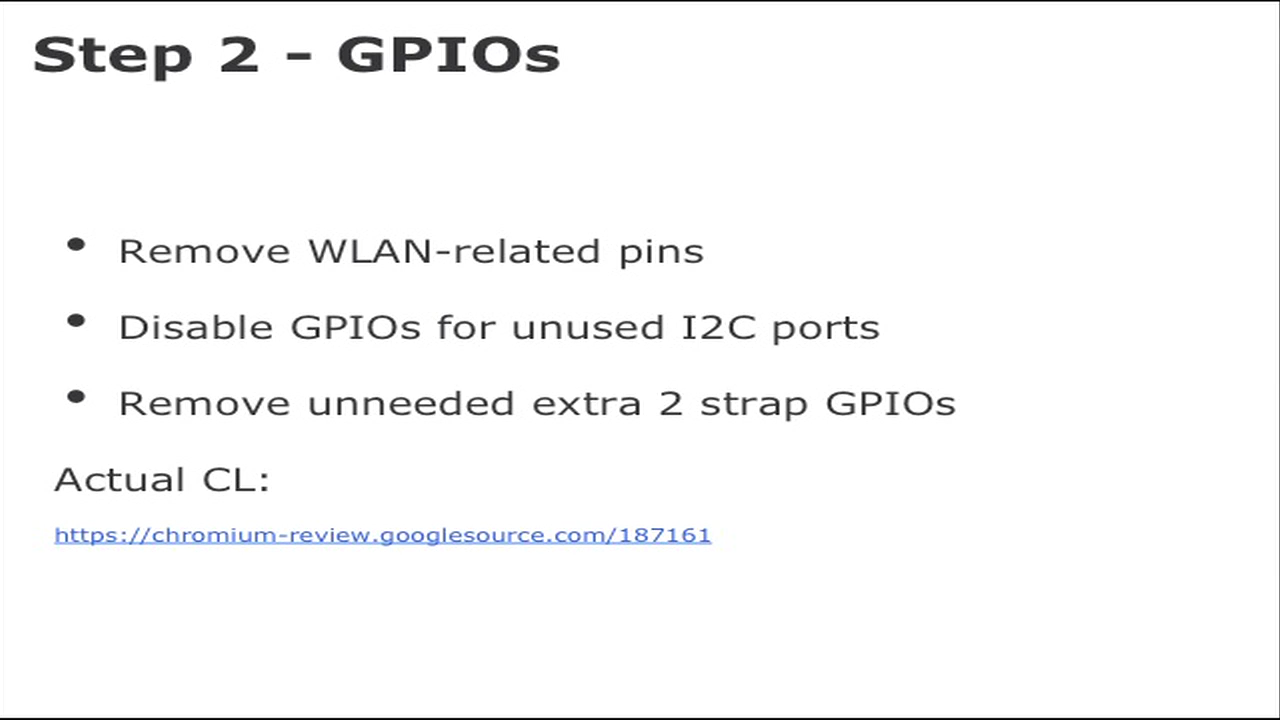 Step 2 - GPIOs
• Remove WLAN-related pins
• Disable GPIOs for unused I2C ports
• Remove unneeded extra 2 strap GPIOs
Actual CL:
https://chromium-review.googlesource.com/187161